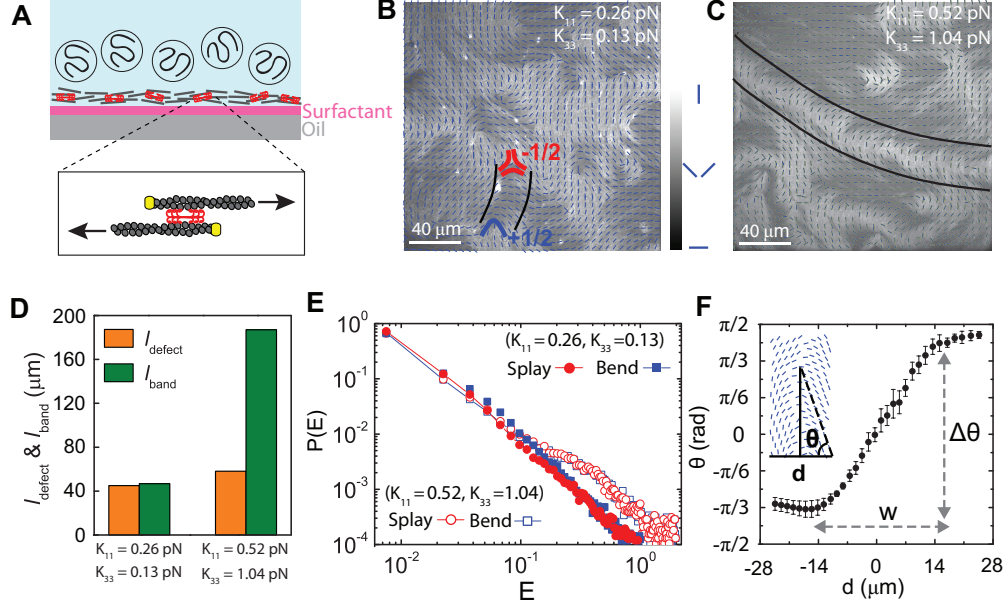 A
Surfactant
Oil
B
K11 = 0.26 pN
K33 = 0.13 pN
-1/2
+1/2
40 μm
C
K11 = 0.52 pN
K33 = 1.04 pN
40 μm
D
200
160
120
80
40
0
ldefect & lband (μm)
ldefect
lband
K11 = 0.26 pN
K33 = 0.13 pN
K11 = 0.52 pN
K33 = 1.04 pN
E
10^0
10^-1
10^-2
10^-3
10^-4
P(E)
(K11 = 0.26, K33 = 0.13)
Splay
Bend
(K11 = 0.52, K33 = 1.04)
Splay
Bend
10^-2
10^-1
10^0
E
F
π/2
π/3
π/6
0
-π/6
-π/3
-π/2
θ (rad)
θ
d
Δθ
w
-28
-14
0
14
28
d (μm)